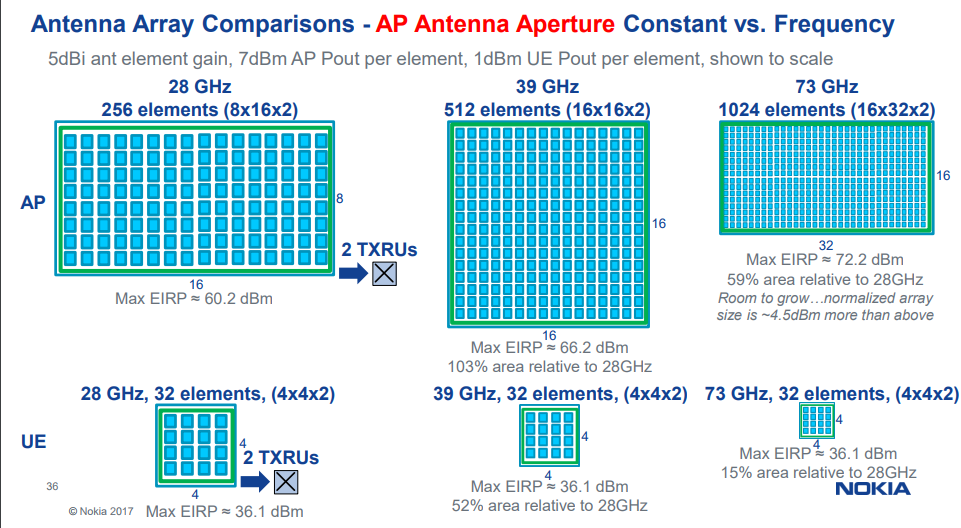 Antenna Array Comparisons - AP Antenna Aperture Constant vs. Frequency
5dBi ant element gain, 7dBm AP Pout per element, 1dBm UE Pout per element, shown to scale
28 GHz
256 elements (8x16x2)
39 GHz
512 elements (16x16x2)
73 GHz
1024 elements (16x32x2)
AP
8
2 TXRUs
16
Max EIRP ≈ 60.2 dBm
16
16
Max EIRP ≈ 66.2 dBm
103% area relative to 28GHz
16
32
Max EIRP ≈ 72.2 dBm
59% area relative to 28GHz
Room to grow…normalized array
size is ~4.5dBm more than above
28 GHz, 32 elements, (4x4x2)
39 GHz, 32 elements, (4x4x2)
73 GHz, 32 elements, (4x4x2)
UE
4
2 TXRUs
4
Max EIRP ≈ 36.1 dBm
4
4
Max EIRP ≈ 36.1 dBm
52% area relative to 28GHz
4
4
Max EIRP ≈ 36.1 dBm
15% area relative to 28GHz
NOKIA
36
© Nokia 2017